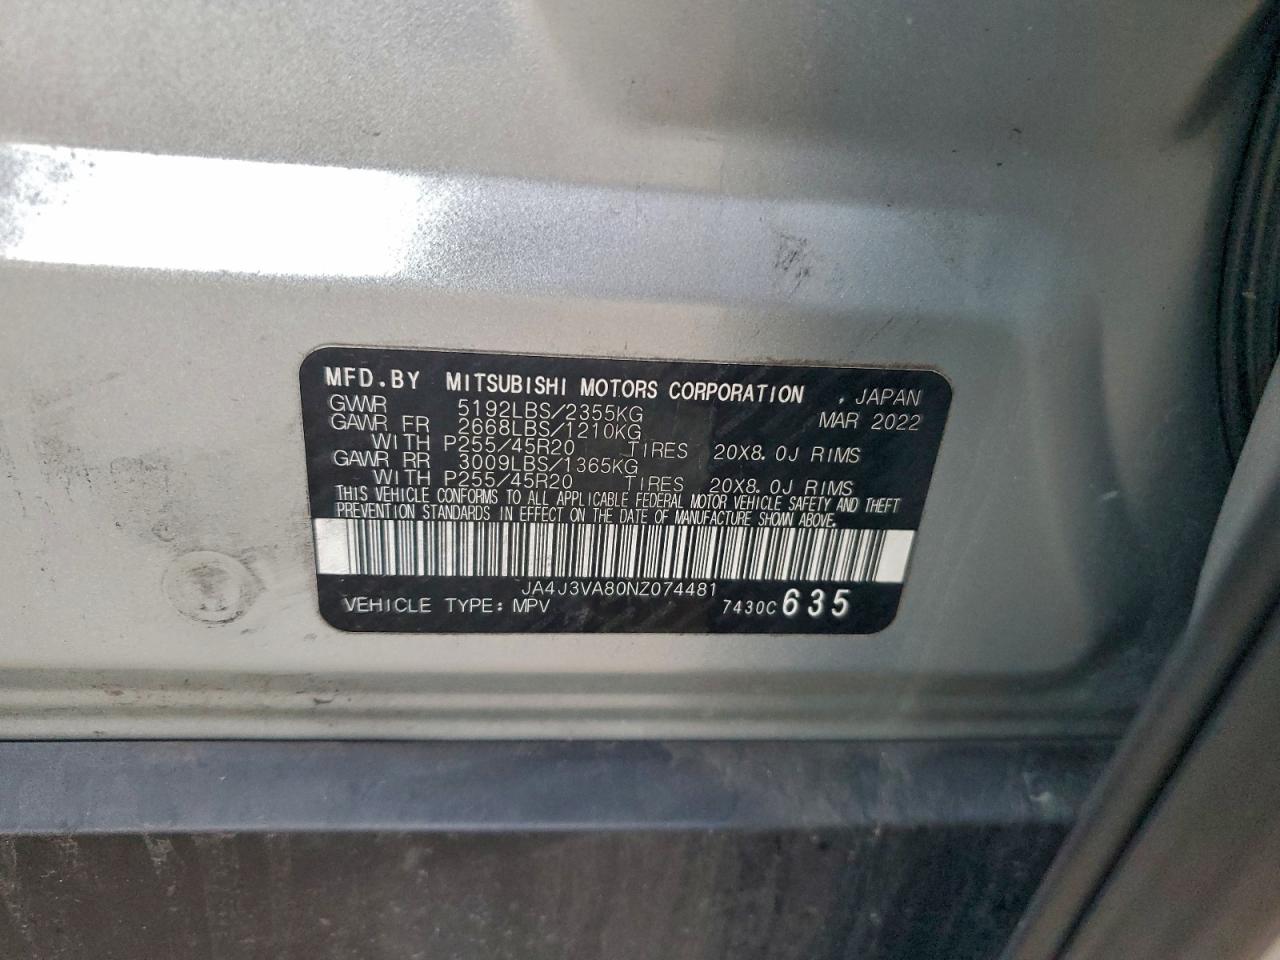 MFD.BY MITSUBISHI MOTORS CORPORATION , JAPAN
GVWR 5192LBS/2355KG MAR 2022
GAWR FR 2668LBS/1210KG
WITH P255/45R20 TIRES 20X8.0J RIMS
GAWR RR 3009LBS/1365KG
WITH P255/45R20 TIRES 20X8.0J RIMS
THIS VEHICLE CONFORMS TO ALL APPLICABLE FEDERAL MOTOR VEHICLE SAFETY AND THEFT
PREVENTION STANDARDS IN EFFECT ON THE DATE OF MANUFACTURE SHOWN ABOVE.
JA4J3VA80NZ074481
VEHICLE TYPE: MPV 7430C 635